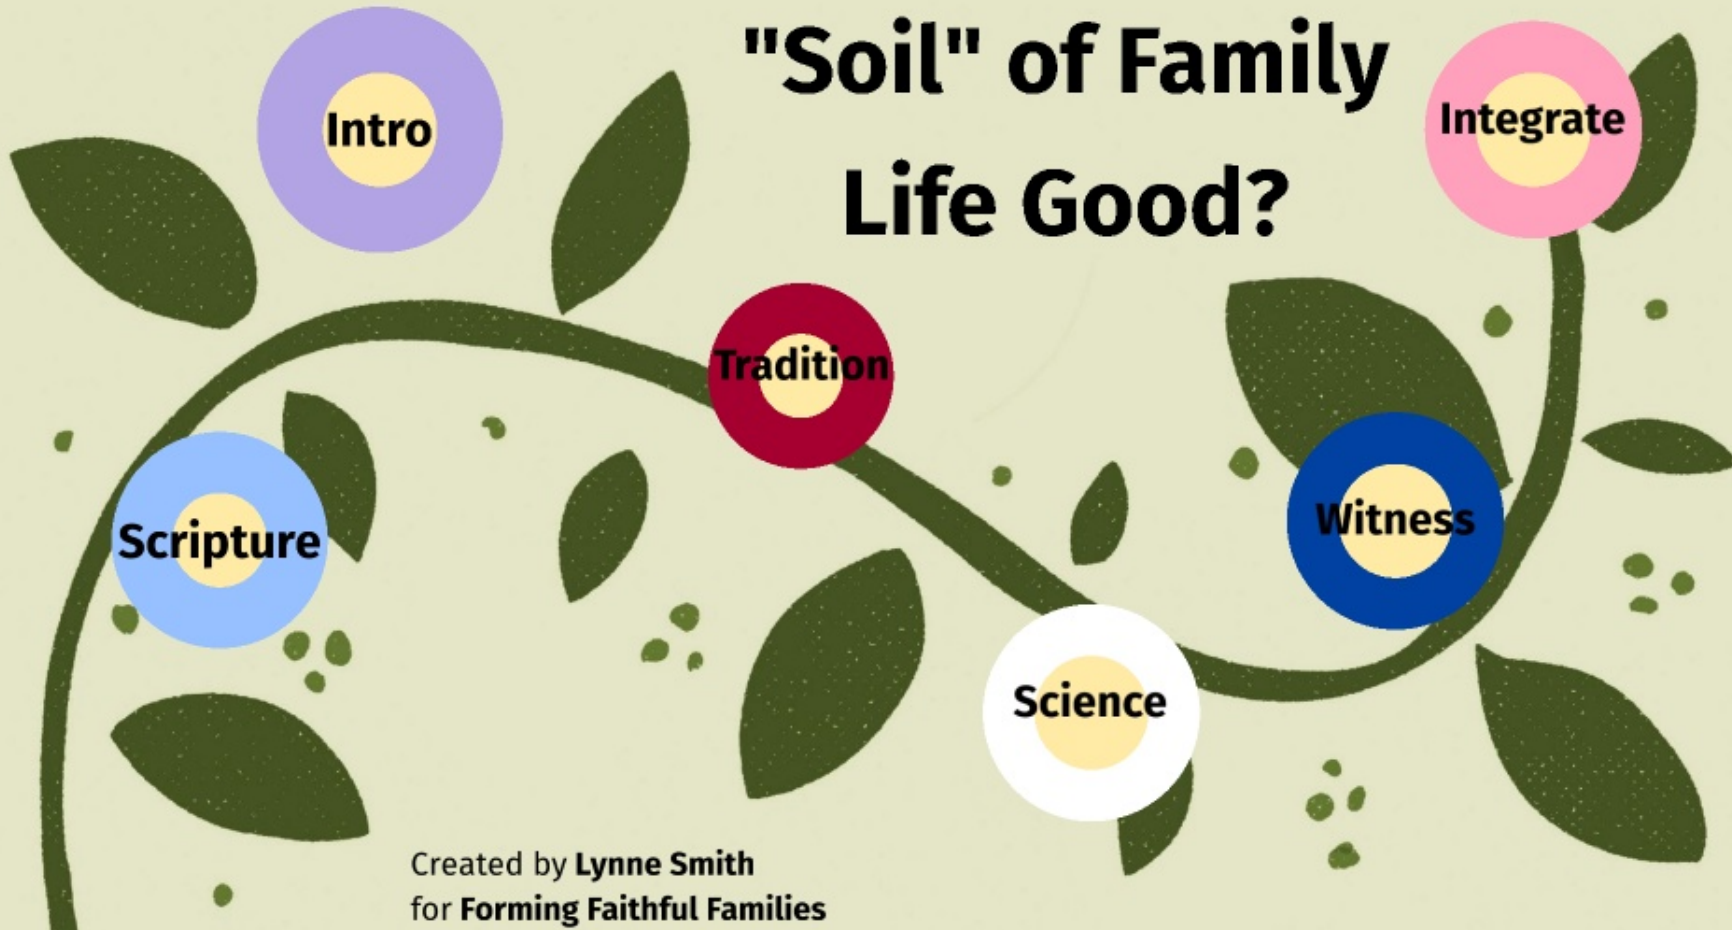 "Soil" of Family
Life Good?
Intro
Integrate
Tradition
Scripture
Witness
Science
Created by Lynne Smith
for Forming Faithful Families